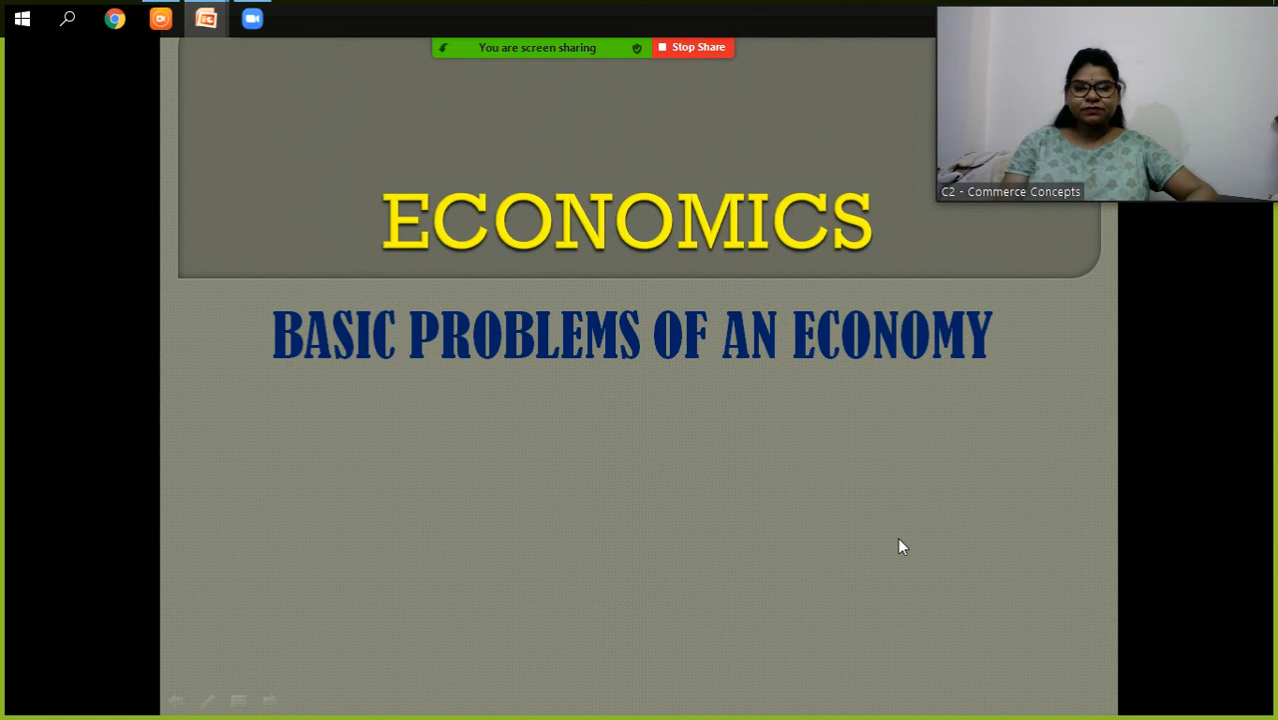 You are screen sharing
Stop Share
C2 - Commerce Concepts
ECONOMICS
BASIC PROBLEMS OF AN ECONOMY